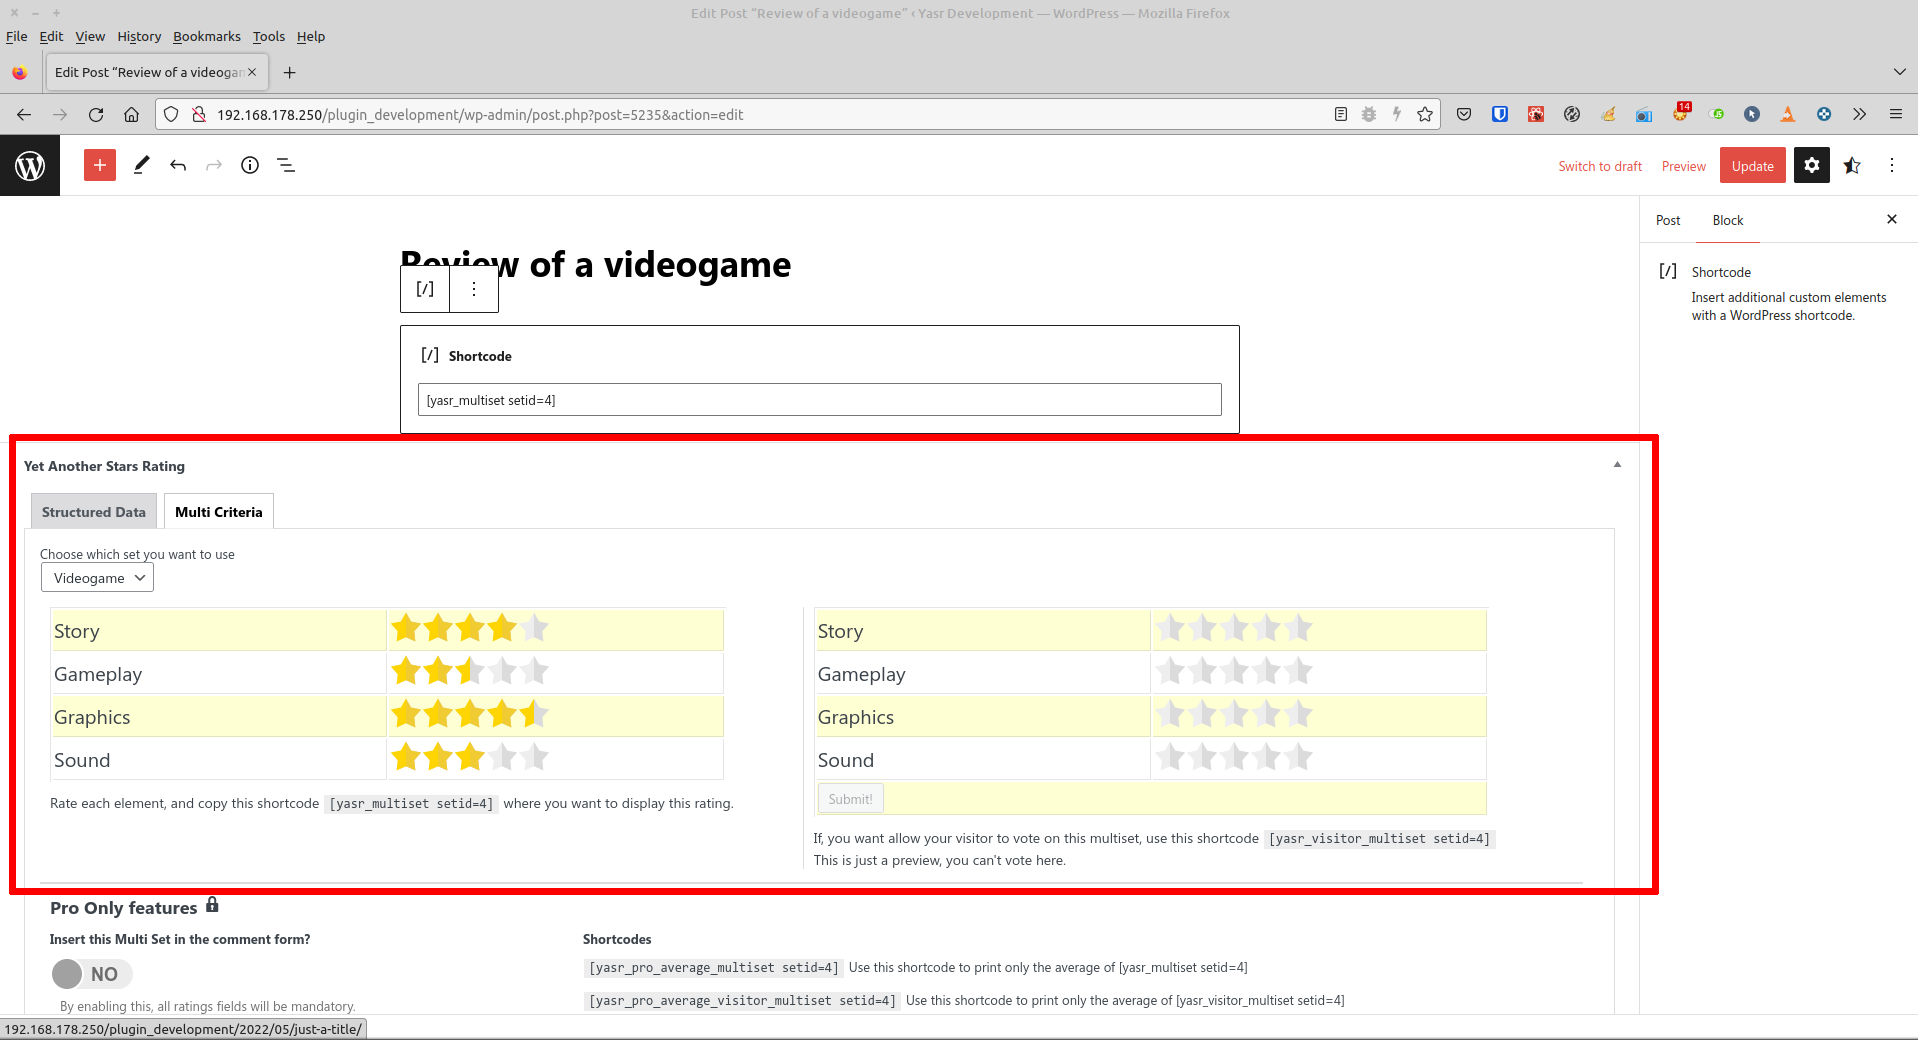 Edit Post “Review of a videogame” ‹ Yasr Development — WordPress — Mozilla Firefox
File Edit View History Bookmarks Tools Help
Edit Post “Review of a videogam
192.168.178.250/plugin_development/wp-admin/post.php?post=5235&action=edit
14
Switch to draft Preview Update
Post Block
Review of a videogame
[/] Shortcode
Insert additional custom elements
with a WordPress shortcode.
[/]
[/] Shortcode
[yasr_multiset setid=4]
Yet Another Stars Rating
Structured Data Multi Criteria
Choose which set you want to use
Videogame
Story
Gameplay
Graphics
Sound
Rate each element, and copy this shortcode [yasr_multiset setid=4] where you want to display this rating.
Story
Gameplay
Graphics
Sound
Submit!
If, you want allow your visitor to vote on this multiset, use this shortcode [yasr_visitor_multiset setid=4]
This is just a preview, you can't vote here.
Pro Only features
Insert this Multi Set in the comment form?
NO
By enabling this, all ratings fields will be mandatory.
Shortcodes
[yasr_pro_average_multiset setid=4] Use this shortcode to print only the average of [yasr_multiset setid=4]
[yasr_pro_average_visitor_multiset setid=4] Use this shortcode to print only the average of [yasr_visitor_multiset setid=4]
192.168.178.250/plugin_development/2022/05/just-a-title/